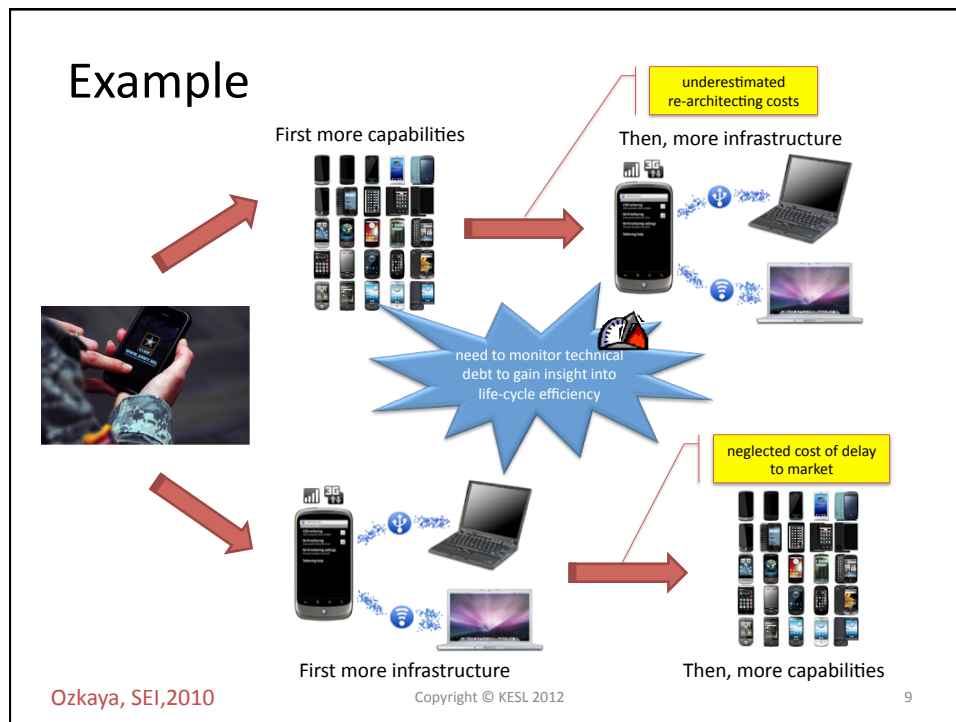 Example
underestimated
re-architecting costs
First more capabilities
Then, more infrastructure
3G
need to monitor technical
debt to gain insight into
life-cycle efficiency
neglected cost of delay
to market
3G
First more infrastructure
Then, more capabilities
Ozkaya, SEI,2010
Copyright © KESL 2012
9